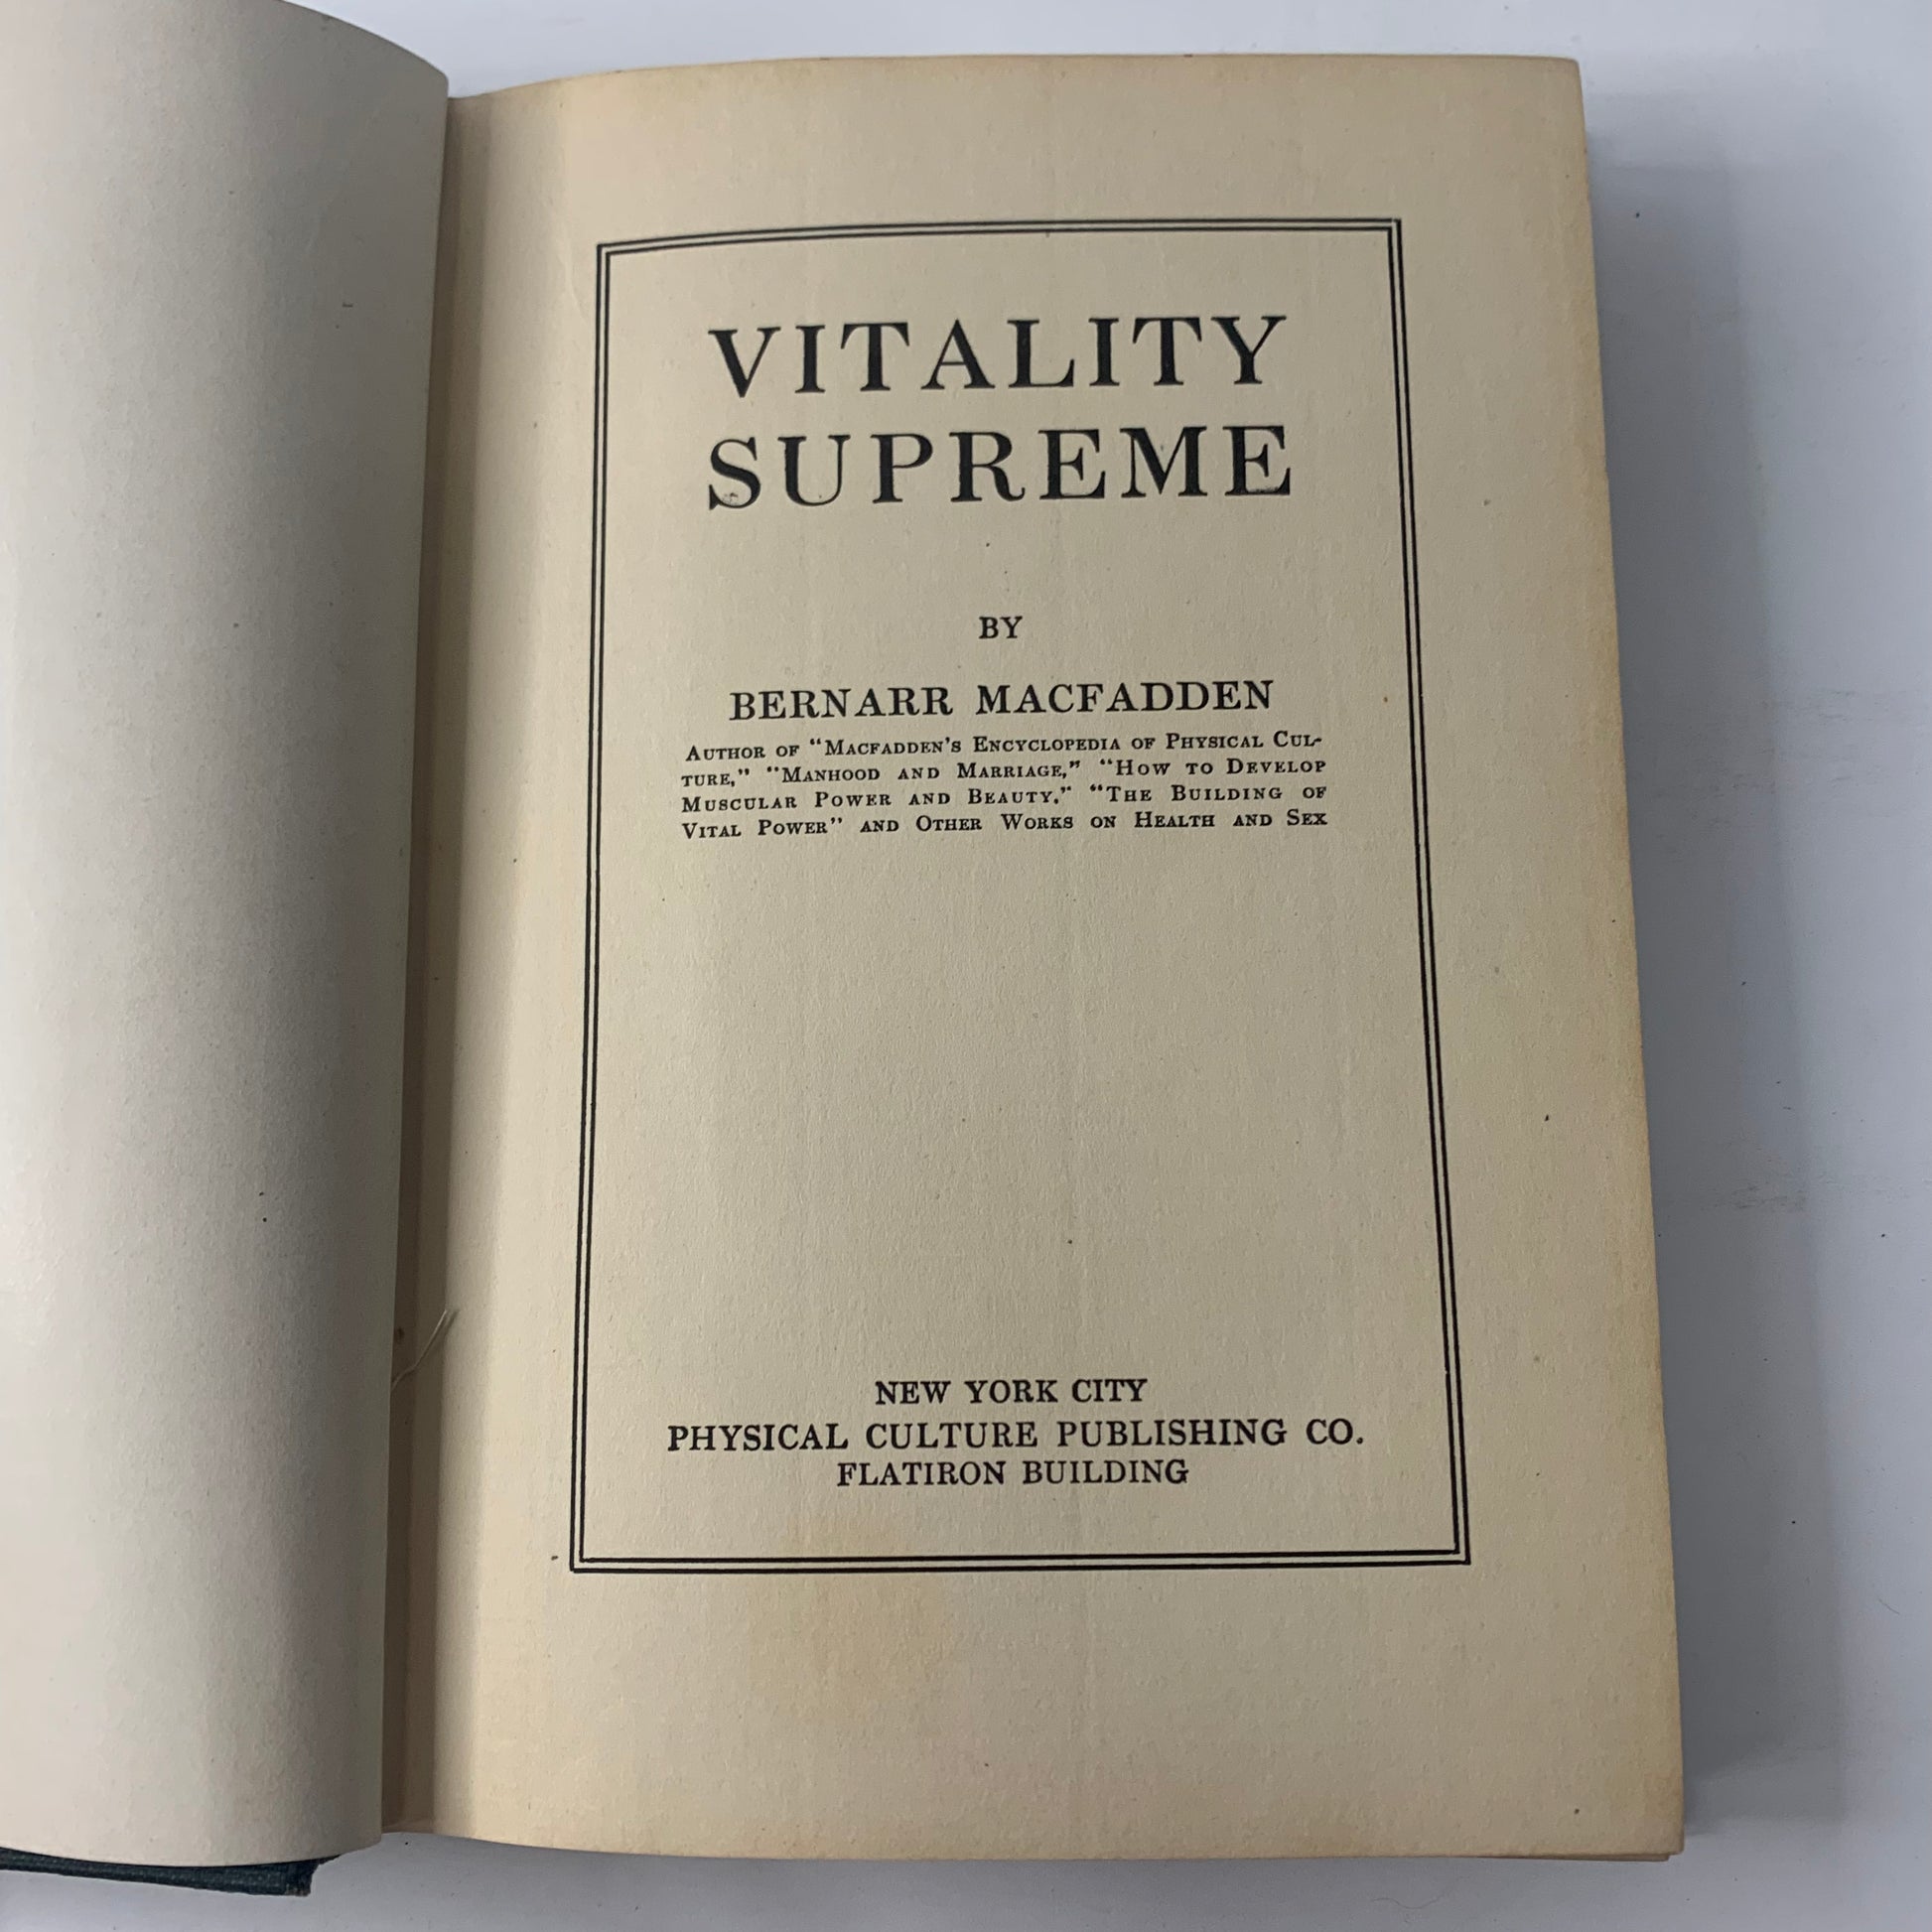 VITALITY
SUPREME
BY
BERNARR MACFADDEN
AUTHOR OF "MACFADDEN'S ENCYCLOPEDIA OF PHYSICAL CUL-
TURE," "MANHOOD AND MARRIAGE," "HOW TO DEVELOP
MUSCULAR POWER AND BEAUTY," "THE BUILDING OF
VITAL POWER" AND OTHER WORKS ON HEALTH AND SEX
NEW YORK CITY
PHYSICAL CULTURE PUBLISHING CO.
FLATIRON BUILDING